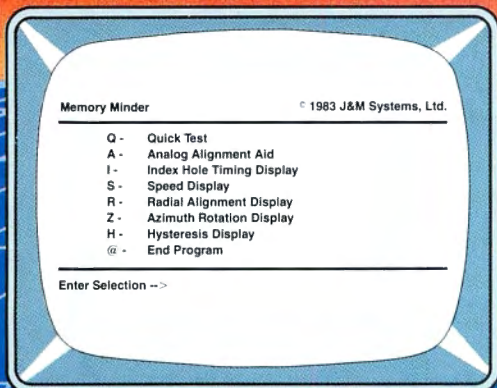 Memory Minder © 1983 J&M Systems, Ltd.
Q - Quick Test
A - Analog Alignment Aid
I - Index Hole Timing Display
S - Speed Display
R - Radial Alignment Display
Z - Azimuth Rotation Display
H - Hysteresis Display
@ - End Program
Enter Selection -->